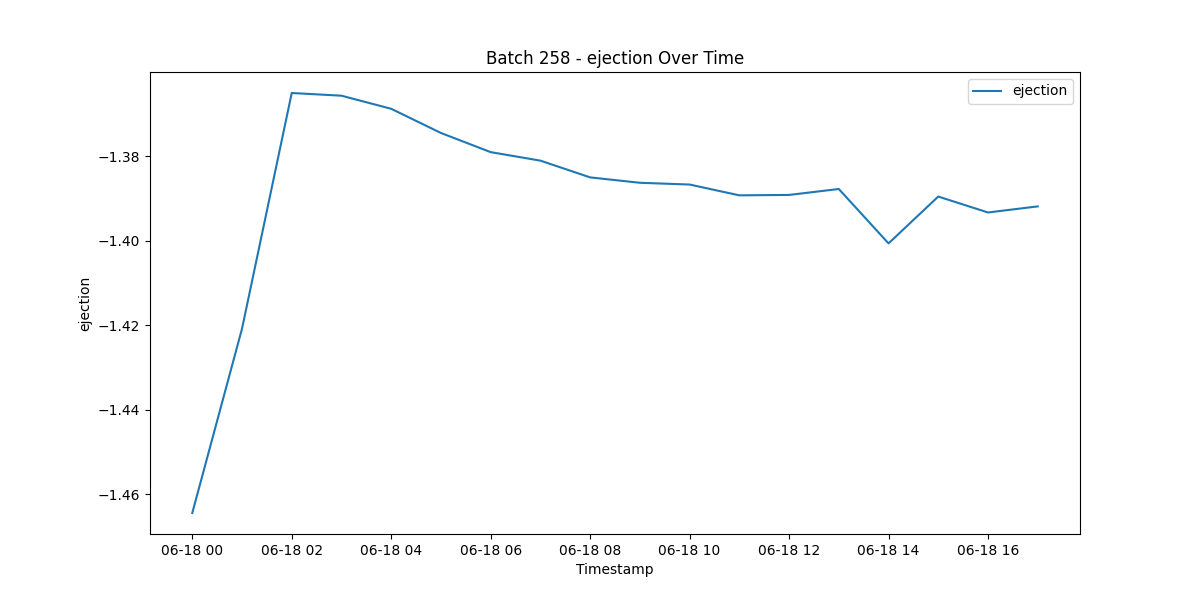 Batch 258 - ejection Over Time
ejection
ejection
−1.38
−1.40
−1.42
−1.44
−1.46
06-18 00 06-18 02 06-18 04 06-18 06 06-18 08 06-18 10 06-18 12 06-18 14 06-18 16
Timestamp